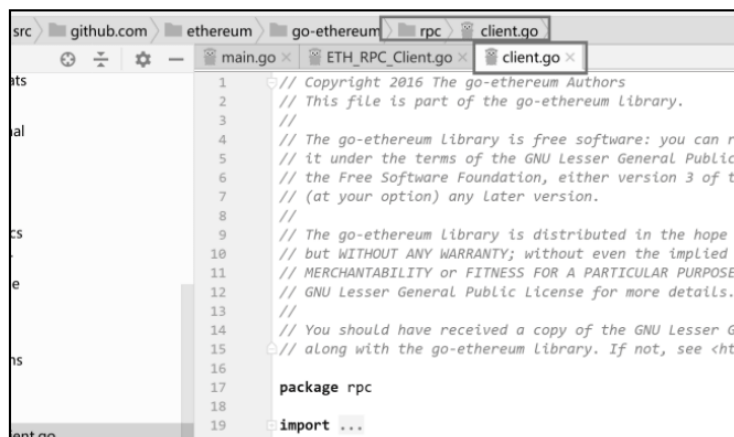 src github.com ethereum go-ethereum rpc client.go
main.go × ETH_RPC_Client.go × client.go ×
ats
1 // Copyright 2016 The go-ethereum Authors
2 // This file is part of the go-ethereum library.
3 //
nal
4 // The go-ethereum library is free software: you can r
5 // it under the terms of the GNU Lesser General Public
6 // the Free Software Foundation, either version 3 of t
7 // (at your option) any later version.
8 //
cs
9 // The go-ethereum library is distributed in the hope
10 // but WITHOUT ANY WARRANTY; without even the implied
e
11 // MERCHANTABILITY or FITNESS FOR A PARTICULAR PURPOSE
12 // GNU Lesser General Public License for more details.
13 //
14 // You should have received a copy of the GNU Lesser G
ns
15 // along with the go-ethereum library. If not, see <ht
16
17 package rpc
18
19 import ...
ient.go